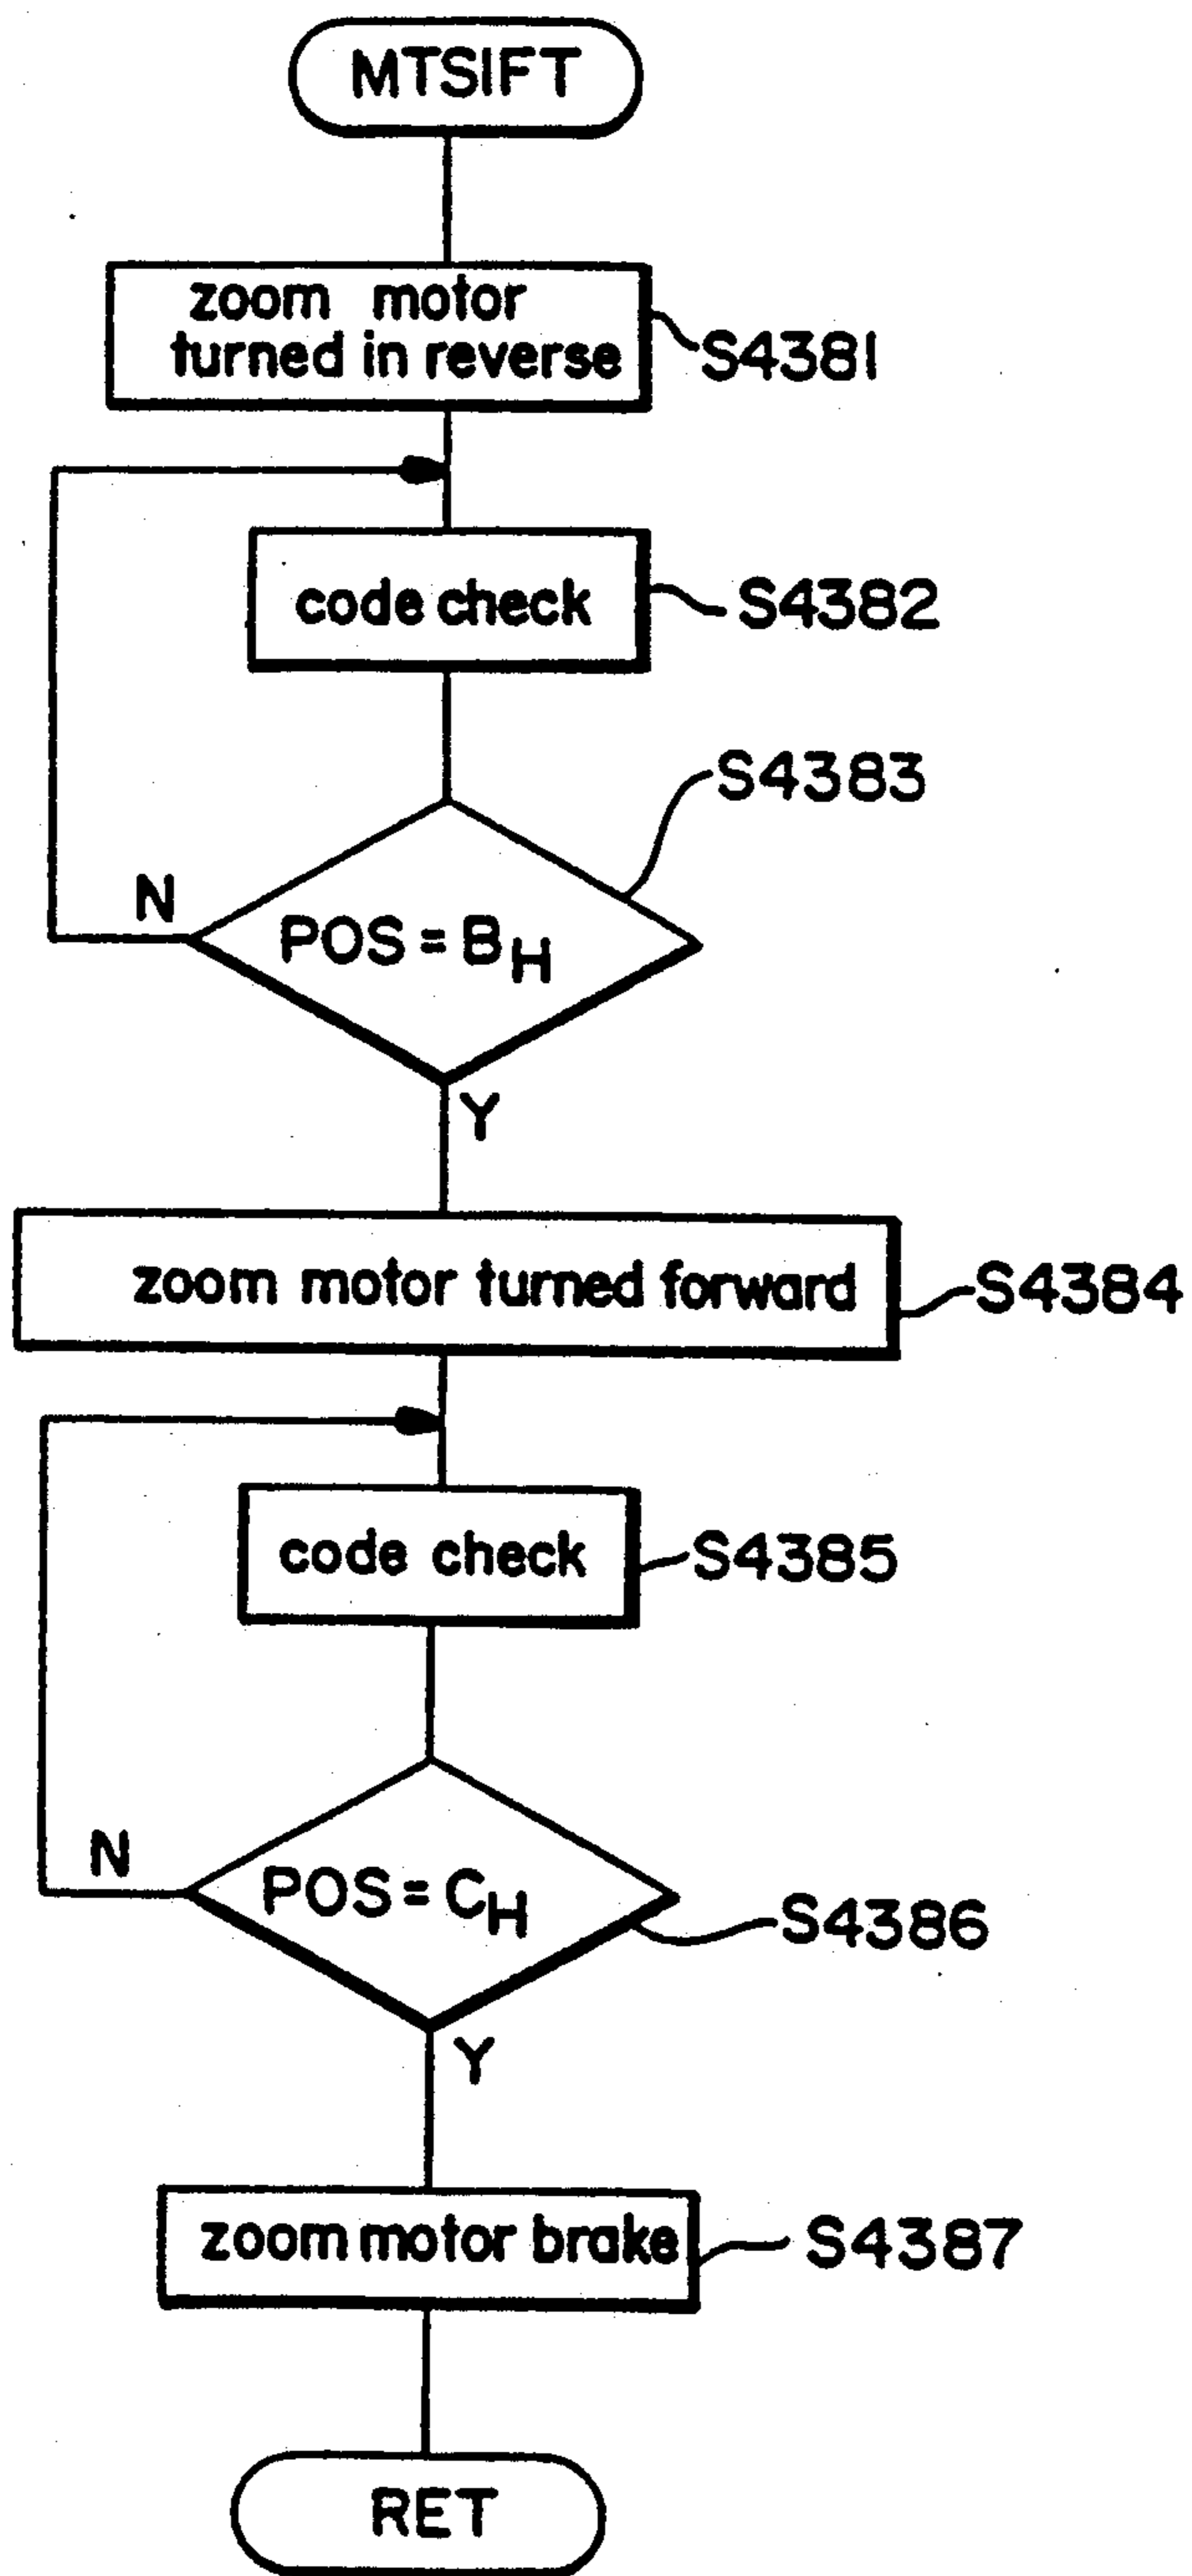 MTSIFT
zoom motor
turned in reverse
S4381
code check
S4382
S4383
N
POS = BH
Y
zoom motor turned forward
S4384
code check
S4385
N
POS = CH
S4386
Y
zoom motor brake
S4387
RET